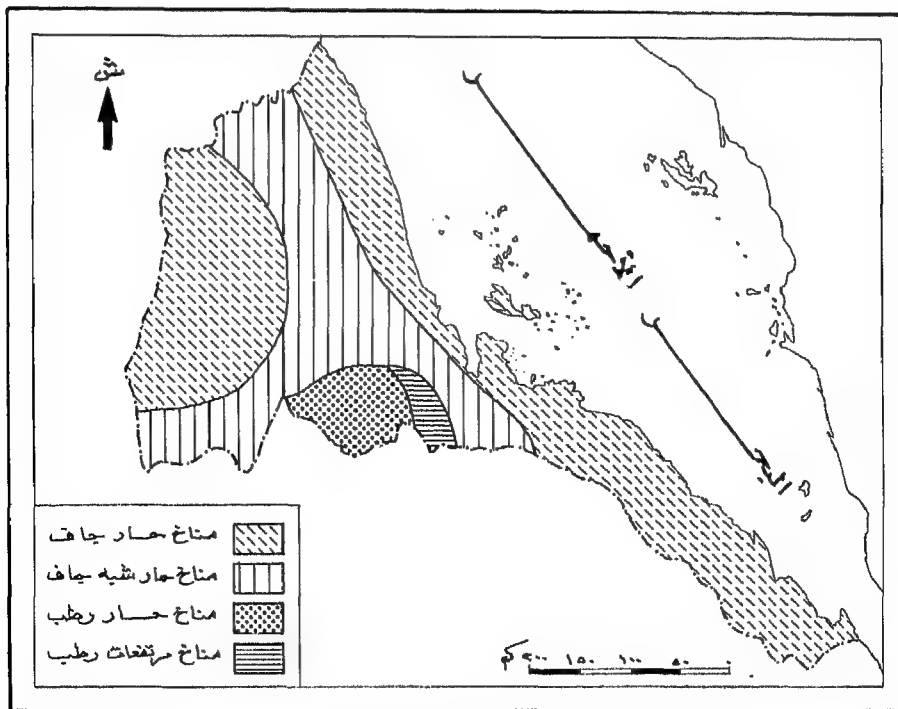 ش
البحر
الأحمر
مناخ حار جاف
مناخ حار شبه جاف
مناخ حار رطب
مناخ مرتفعات رطب
٢٠٠ كم ١٥٠ ١٠٠ ٥٠ ٠